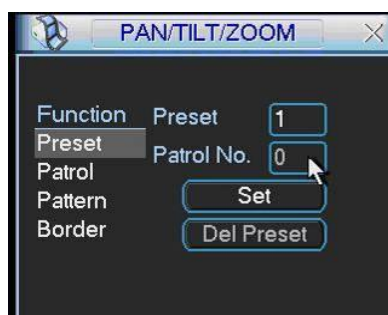 PAN/TILT/ZOOM
Function
Preset
Patrol
Pattern
Border
Preset 1
Patrol No. 0
Set
Del Preset